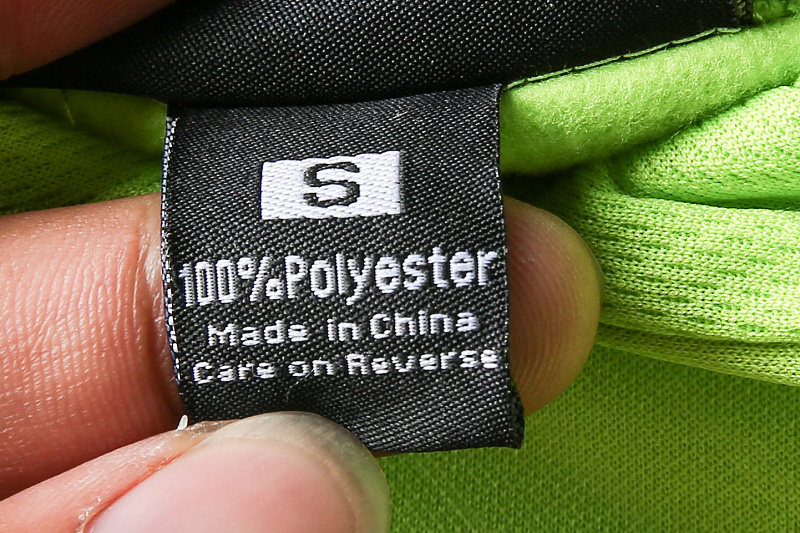 S
100%Polyester
Made in China
Care on Reverse